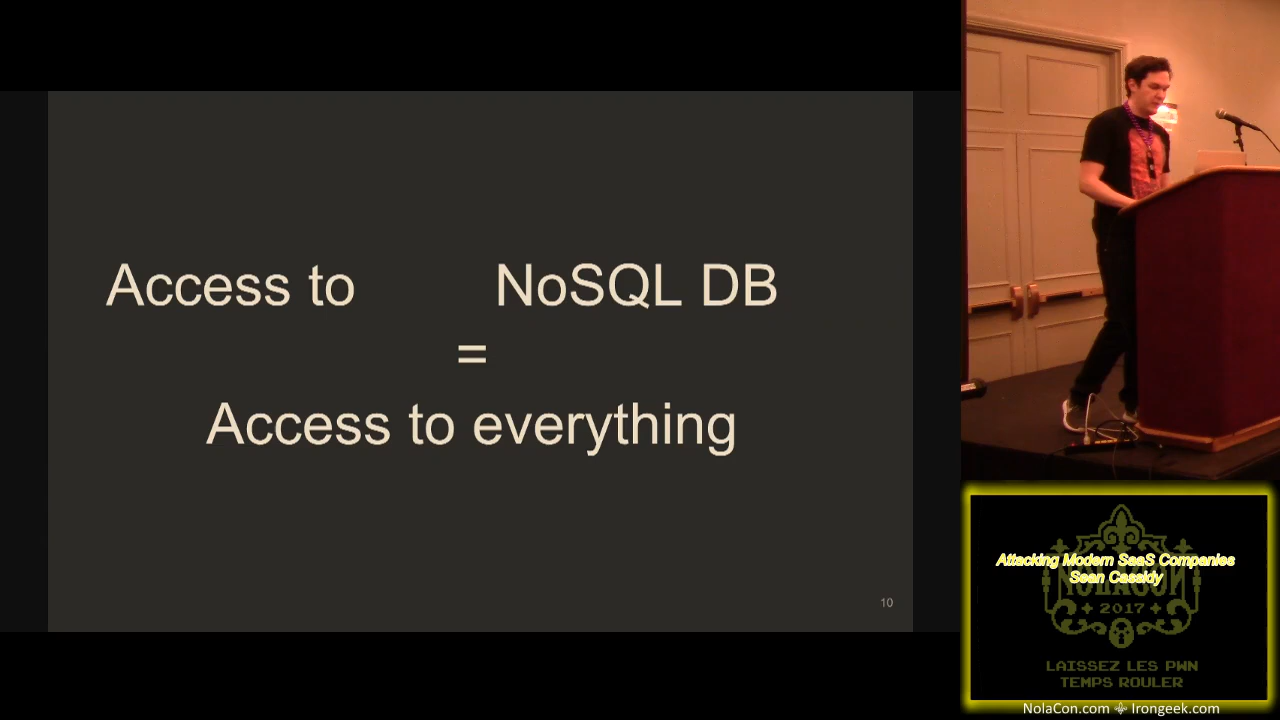 Access to NoSQL DB
=
Access to everything
10
Attacking Modern SaaS Companies
Sean Cassidy
NOLACON
2017
LAISSEZ LES PWN
TEMPS ROULER
NolaCon.com ⚜ Irongeek.com